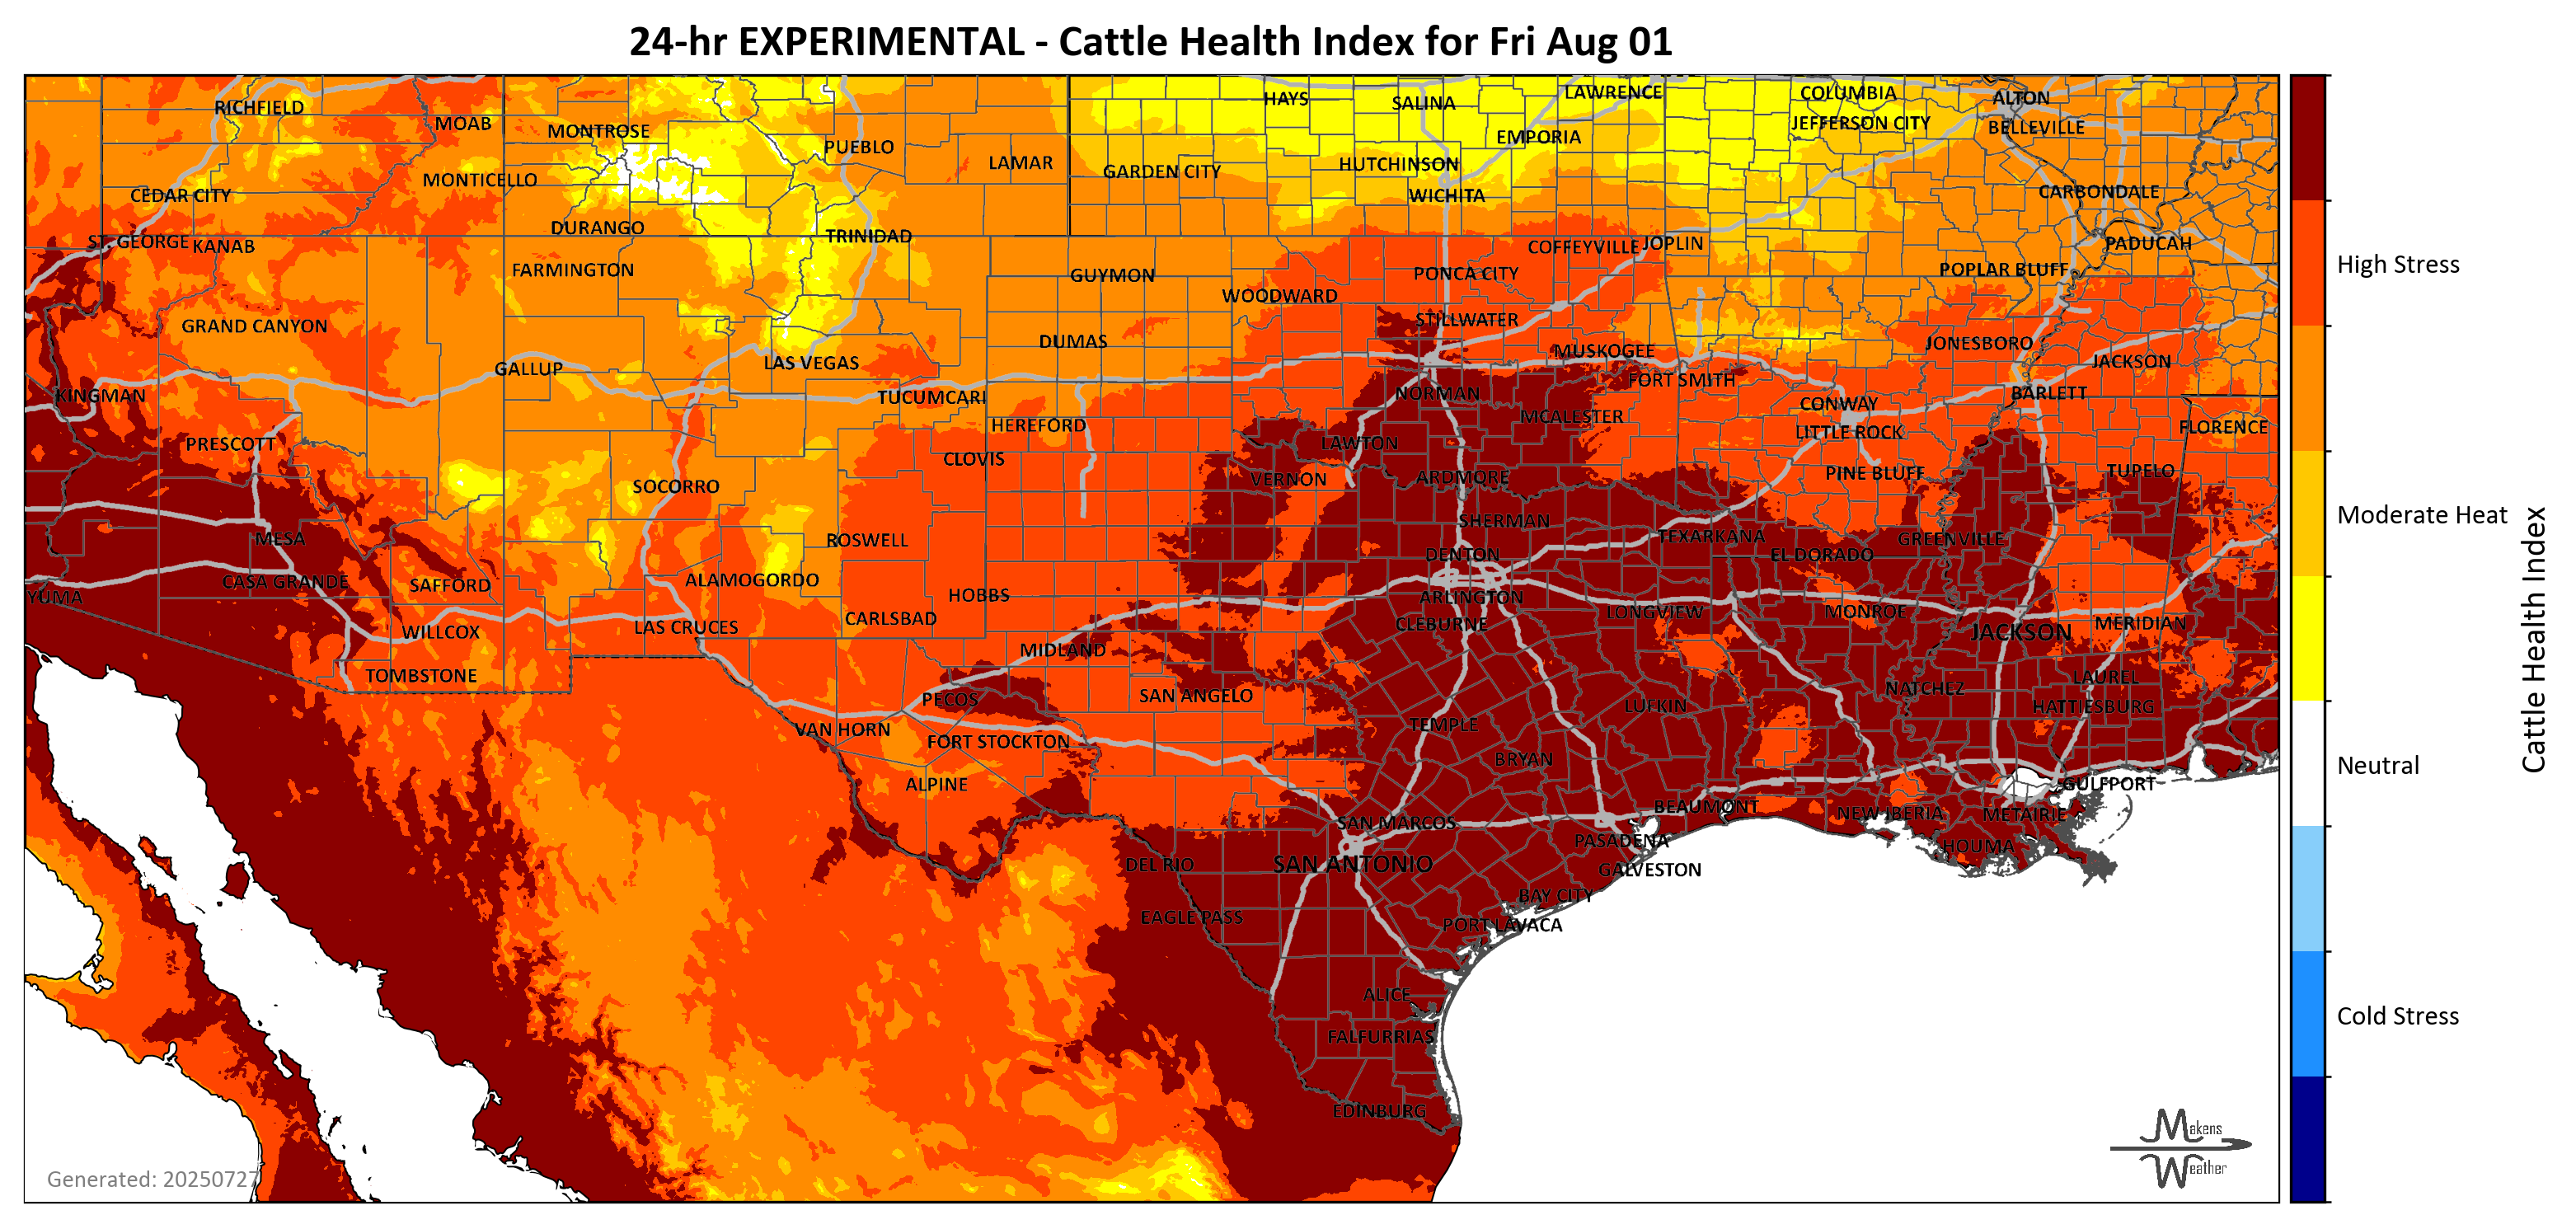 24-hr EXPERIMENTAL - Cattle Health Index for Fri Aug 01
RICHFIELD
MOAB
MONTROSE
PUEBLO
LAMAR
HAYS
SALINA
LAWRENCE
COLUMBIA
ALTON
EMPORIA
JEFFERSON CITY
BELLEVILLE
CEDAR CITY
MONTICELLO
GARDEN CITY
HUTCHINSON
WICHITA
CARBONDALE
ST. GEORGE
KANAB
DURANGO
TRINIDAD
COFFEYVILLE
JOPLIN
PADUCAH
FARMINGTON
GUYMON
PONCA CITY
POPLAR BLUFF
WOODWARD
GRAND CANYON
STILLWATER
DUMAS
MUSKOGEE
JONESBORO
JACKSON
GALLUP
LAS VEGAS
FORT SMITH
KINGMAN
TUCUMCARI
NORMAN
CONWAY
BARLETT
HEREFORD
MCALESTER
LITTLE ROCK
FLORENCE
PRESCOTT
CLOVIS
LAWTON
PINE BLUFF
TUPELO
SOCORRO
VERNON
ARDMORE
SHERMAN
MESA
ROSWELL
DENTON
TEXARKANA
EL DORADO
GREENVILLE
CASA GRANDE
SAFFORD
ALAMOGORDO
YUMA
HOBBS
ARLINGTON
LONGVIEW
MONROE
WILLCOX
LAS CRUCES
CARLSBAD
CLEBURNE
JACKSON
MERIDIAN
TOMBSTONE
MIDLAND
PECOS
SAN ANGELO
LUFKIN
NATCHEZ
LAUREL
HATTIESBURG
VAN HORN
FORT STOCKTON
TEMPLE
BRYAN
ALPINE
GULFPORT
SAN MARCOS
BEAUMONT
NEW IBERIA
METAIRIE
PASADENA
HOUMA
DEL RIO
SAN ANTONIO
GALVESTON
EAGLE PASS
BAY CITY
PORT LAVACA
ALICE
FALFURRIAS
EDINBURG
Generated: 20250727
Makens
Weather
High Stress
Moderate Heat
Neutral
Cold Stress
Cattle Health Index